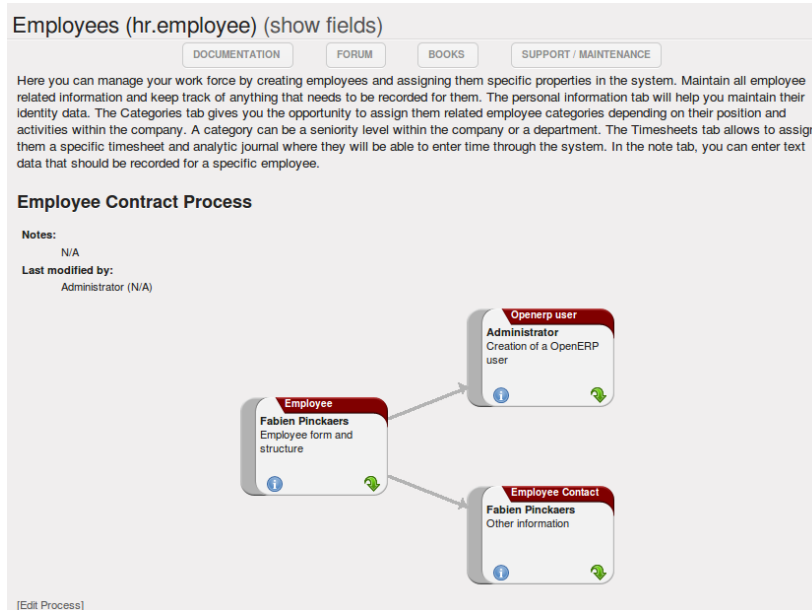 Employees (hr.employee) (show fields)
DOCUMENTATION FORUM BOOKS SUPPORT / MAINTENANCE
Here you can manage your work force by creating employees and assigning them specific properties in the system. Maintain all employee
related information and keep track of anything that needs to be recorded for them. The personal information tab will help you maintain their
identity data. The Categories tab gives you the opportunity to assign them related employee categories depending on their position and
activities within the company. A category can be a seniority level within the company or a department. The Timesheets tab allows to assign
them a specific timesheet and analytic journal where they will be able to enter time through the system. In the note tab, you can enter text
data that should be recorded for a specific employee.
Employee Contract Process
Notes:
N/A
Last modified by:
Administrator (N/A)
Openerp user
Administrator
Creation of a OpenERP
user
Employee
Fabien Pinckaers
Employee form and
structure
Employee Contact
Fabien Pinckaers
Other information
[Edit Process]